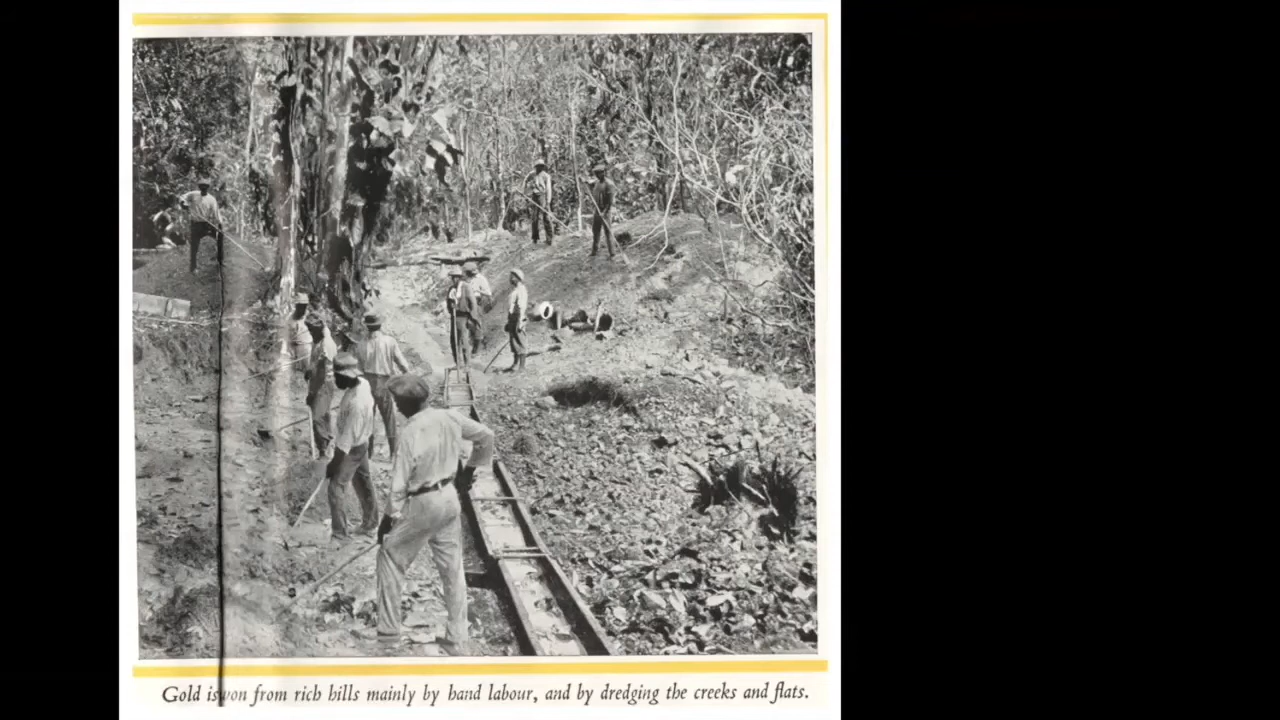 Gold is won from rich hills mainly by hand labour, and by dredging the creeks and flats.